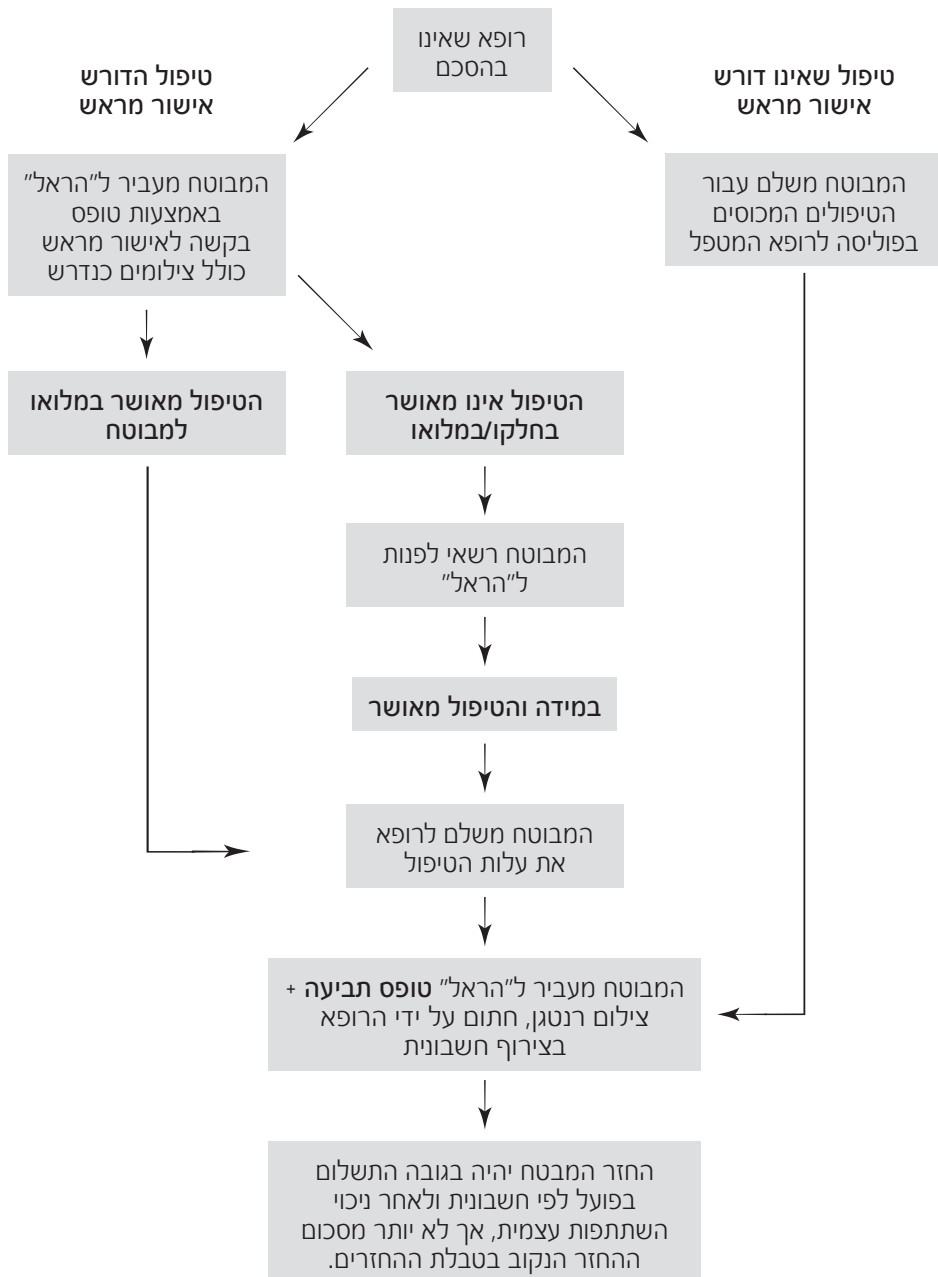 רופא שאינו
בהסכם
טיפול שאינו דורש
אישור מראש
טיפול הדורש
אישור מראש
המבוטח משלם עבור
הטיפולים המכוסים
בפוליסה לרופא המטפל
המבוטח מעביר ל"הראל"
באמצעות טופס
בקשה לאישור מראש
כולל צילומים כנדרש
הטיפול אינו מאושר
בחלקו/במלואו
הטיפול מאושר במלואו
למבוטח
המבוטח רשאי לפנות
ל"הראל"
במידה והטיפול מאושר
המבוטח משלם לרופא
את עלות הטיפול
המבוטח מעביר ל"הראל" טופס תביעה +
צילום רנטגן, חתום על ידי הרופא
בצירוף חשבונית
החזר המבטח יהיה בגובה התשלום
בפועל לפי חשבונית ולאחר ניכוי
השתתפות עצמית, אך לא יותר מסכום
ההחזר הנקוב בטבלת ההחזרים.